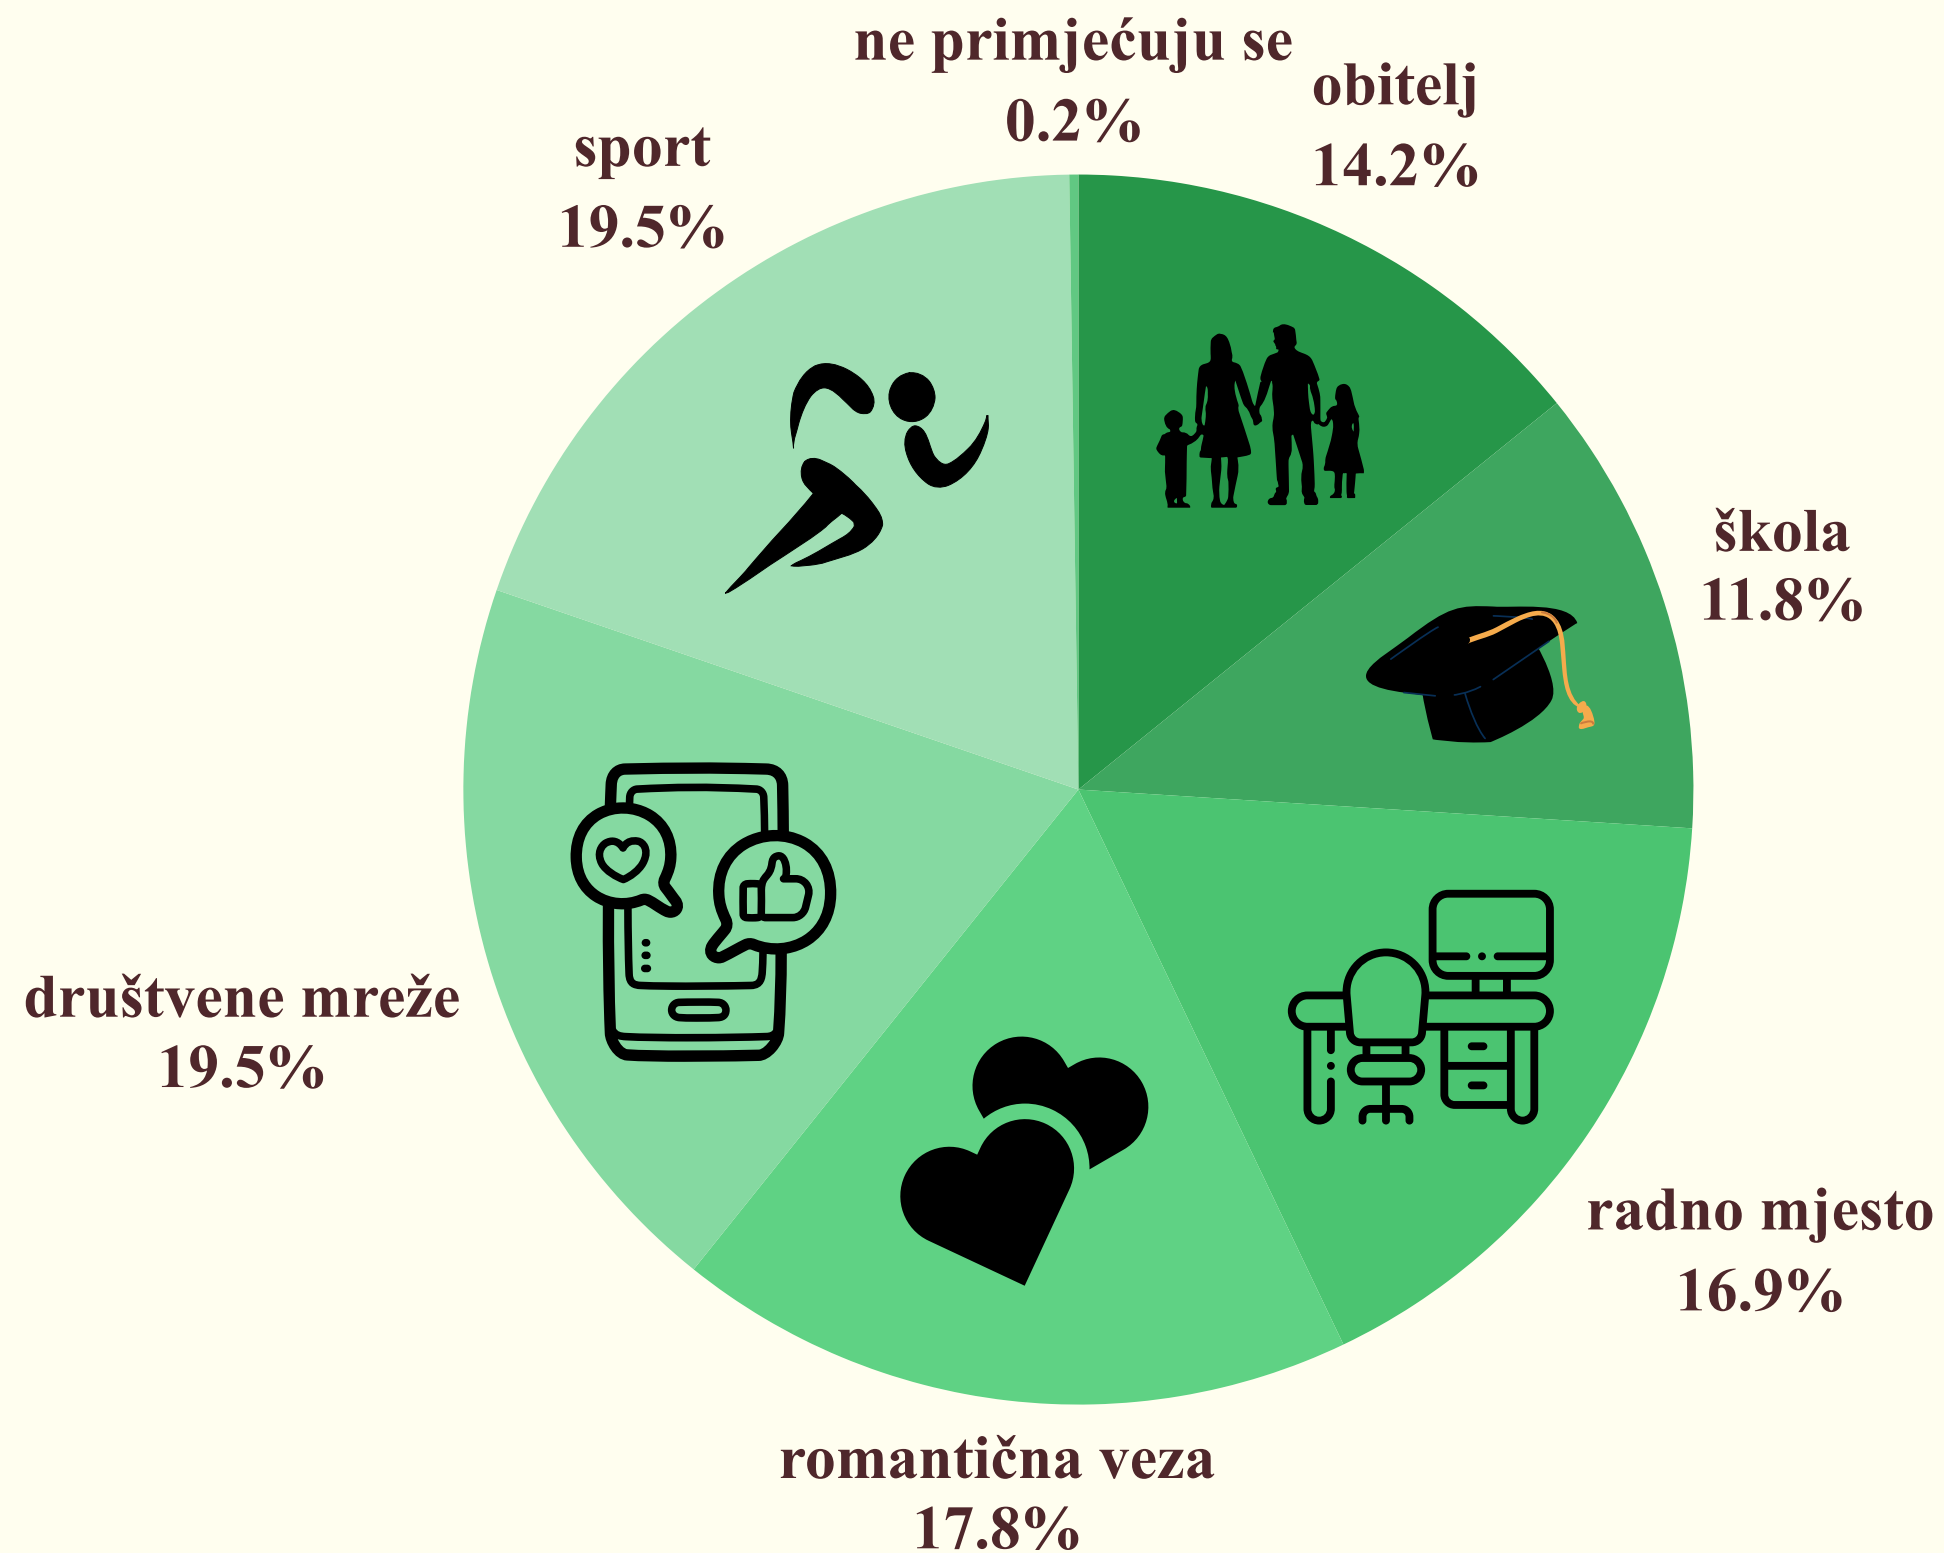 ne primjećuju se
0.2%
obitelj
14.2%
sport
19.5%
škola
11.8%
društvene mreže
19.5%
radno mjesto
16.9%
romantična veza
17.8%